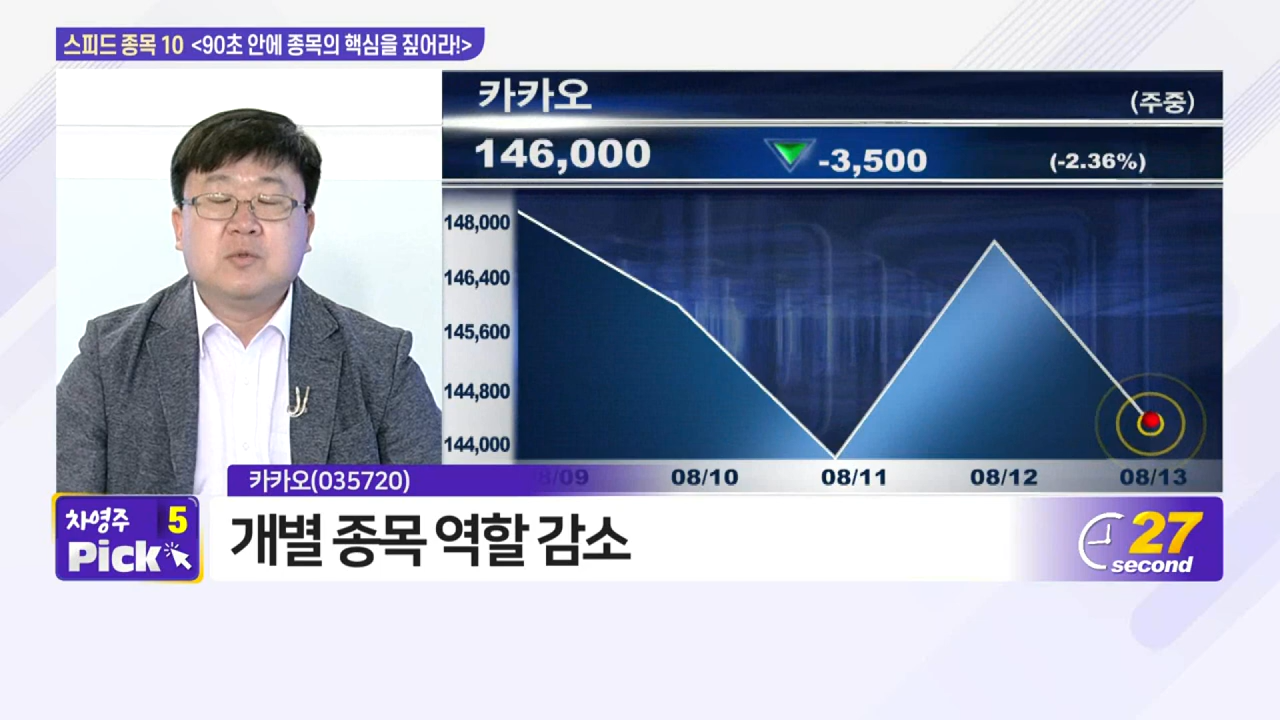 스피드 종목 10 <90초 안에 종목의 핵심을 짚어라!>
카카오 (주중)
146,000 -3,500 (-2.36%)
148,000
146,400
145,600
144,800
144,000
08/09 08/10 08/11 08/12 08/13
카카오(035720)
차영주 5
Pick
개별 종목 역할 감소
27
second